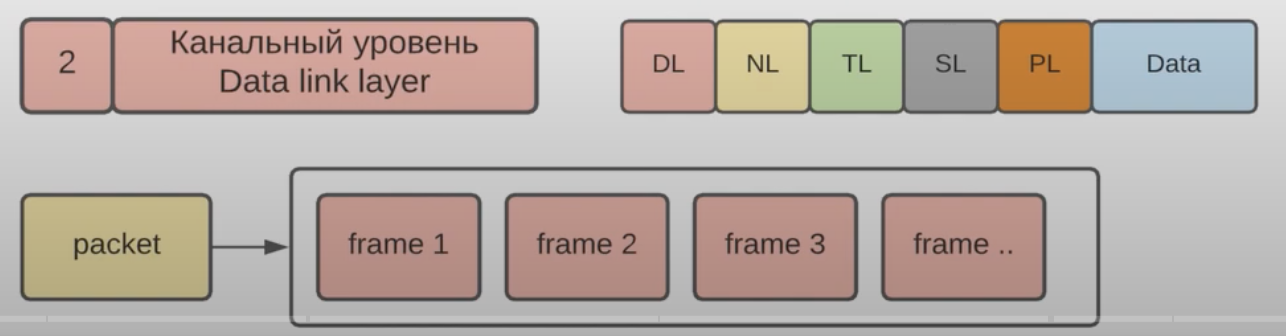 2
Канальный уровень
Data link layer
DL
NL
TL
SL
PL
Data
packet
frame 1
frame 2
frame 3
frame ..